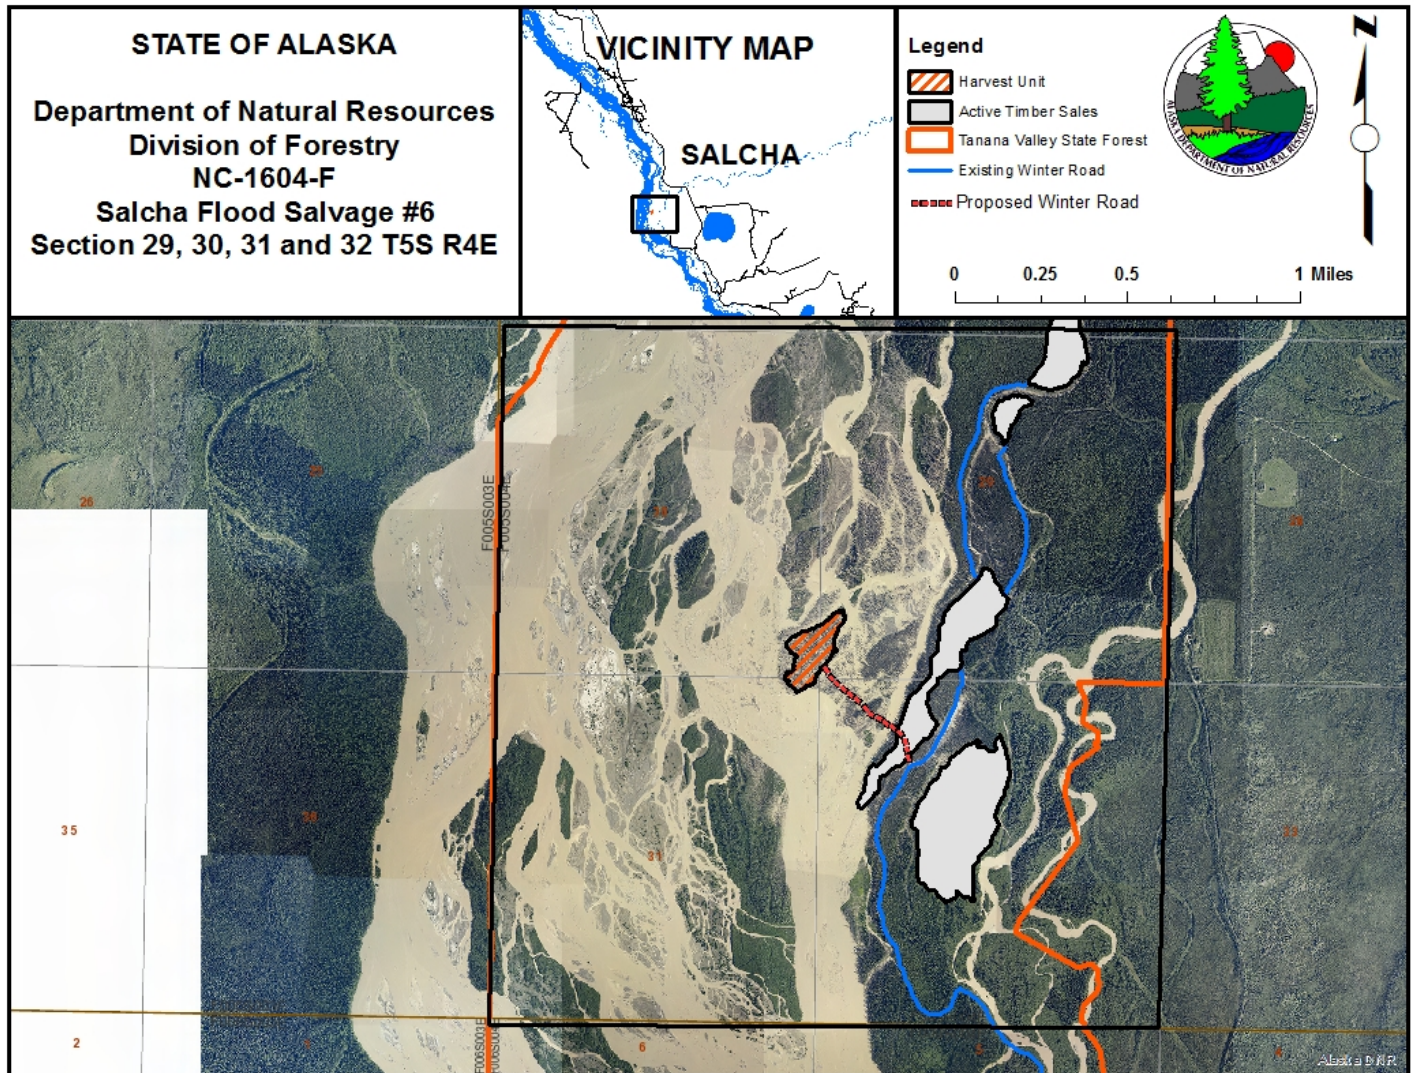 STATE OF ALASKA
Department of Natural Resources
Division of Forestry
NC-1604-F
Salcha Flood Salvage #6
Section 29, 30, 31 and 32 T5S R4E
VICINITY MAP
SALCHA
Legend
Harvest Unit
Active Timber Sales
Tanana Valley State Forest
Existing Winter Road
Proposed Winter Road
ALASKA DEPARTMENT OF NATURAL RESOURCES
N
0 0.25 0.5 1 Miles
26
F005S003E
F005S004E
35
31
2
6
F006S003E
Alaska DNR